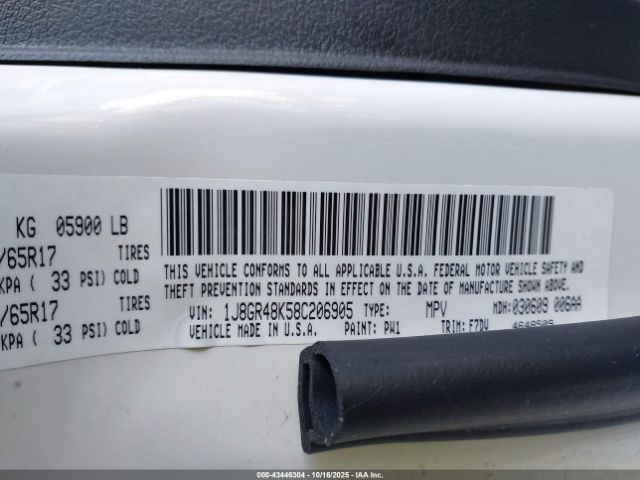 KG 05900 LB
/65R17 TIRES
KPA ( 33 PSI) COLD
/65R17 TIRES
KPA ( 33 PSI) COLD
THIS VEHICLE CONFORMS TO ALL APPLICABLE U.S.A. FEDERAL MOTOR VEHICLE SAFETY AND
THEFT PREVENTION STANDARDS IN EFFECT ON THE DATE OF MANUFACTURE SHOWN ABOVE.
VIN: 1J8GR48K58C206905 TYPE: MPV MDH: 030609 006AA
VEHICLE MADE IN U.S.A. PAINT: PW1 TRIM: F7DV 4648509
000-43446304 - 10/16/2025 - IAA Inc.